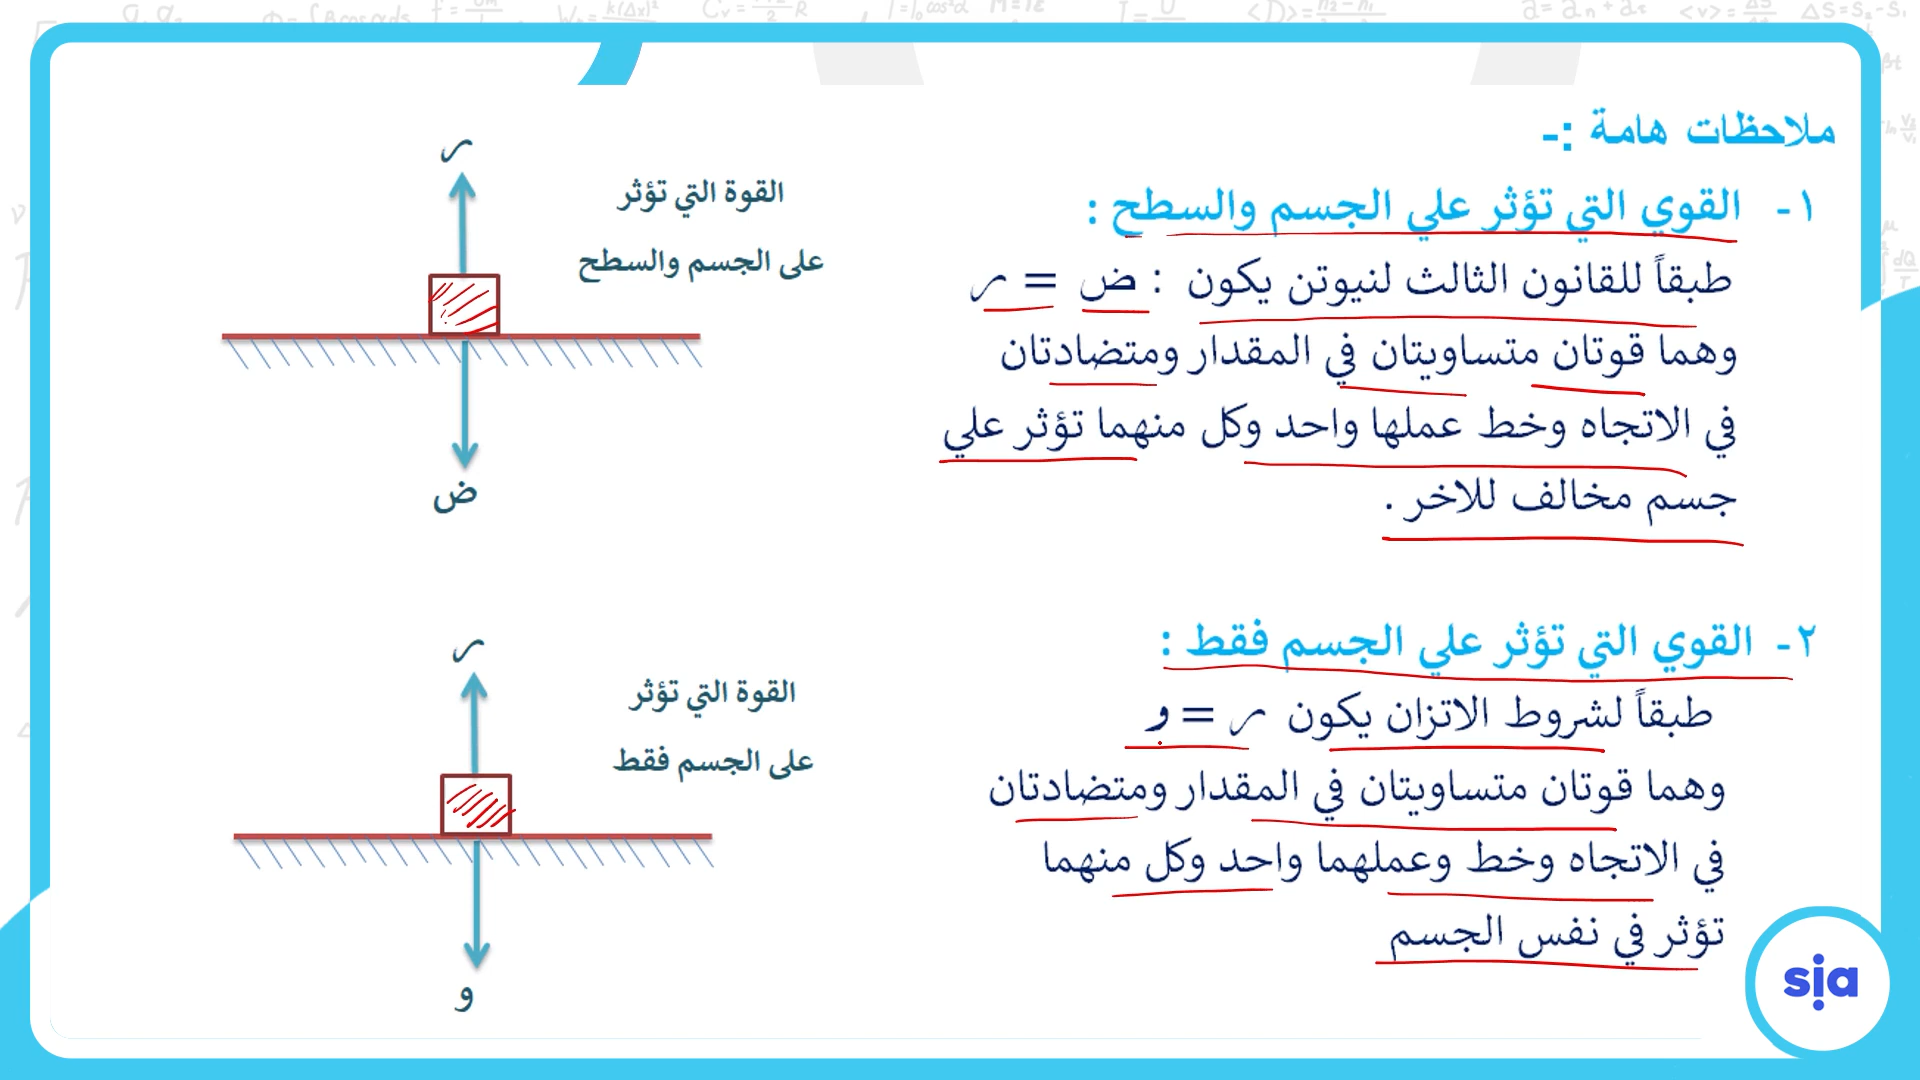 ملاحظات هامة :-
١- القوي التي تؤثر علي الجسم والسطح :
طبقاً للقانون الثالث لنيوتن يكون : ض = ر
وهما قوتان متساويتان في المقدار ومتضادتان
في الاتجاه وخط عملها واحد وكل منهما تؤثر علي
جسم مخالف للاخر .
ر
القوة التي تؤثر
على الجسم والسطح
ض
٢- القوي التي تؤثر علي الجسم فقط :
طبقاً لشروط الاتزان يكون ر = و
وهما قوتان متساويتان في المقدار ومتضادتان
في الاتجاه وخط وعملهما واحد وكل منهما
تؤثر في نفس الجسم
ر
القوة التي تؤثر
على الجسم فقط
و
sia